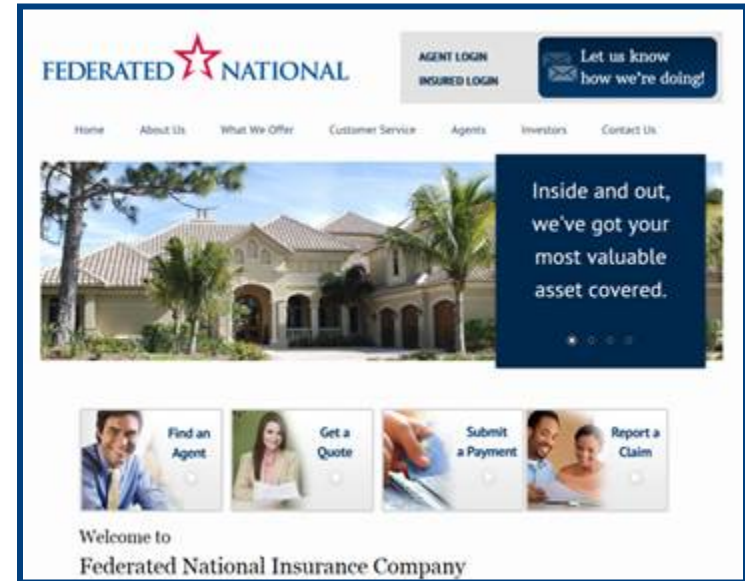 FEDERATED NATIONAL
AGENT LOGIN
INSURED LOGIN
Let us know
how we're doing!
Home About Us What We Offer Customer Service Agents Investors Contact Us
Inside and out,
we've got your
most valuable
asset covered.
Find an
Agent
Get a
Quote
Submit
a Payment
Report a
Claim
Welcome to
Federated National Insurance Company